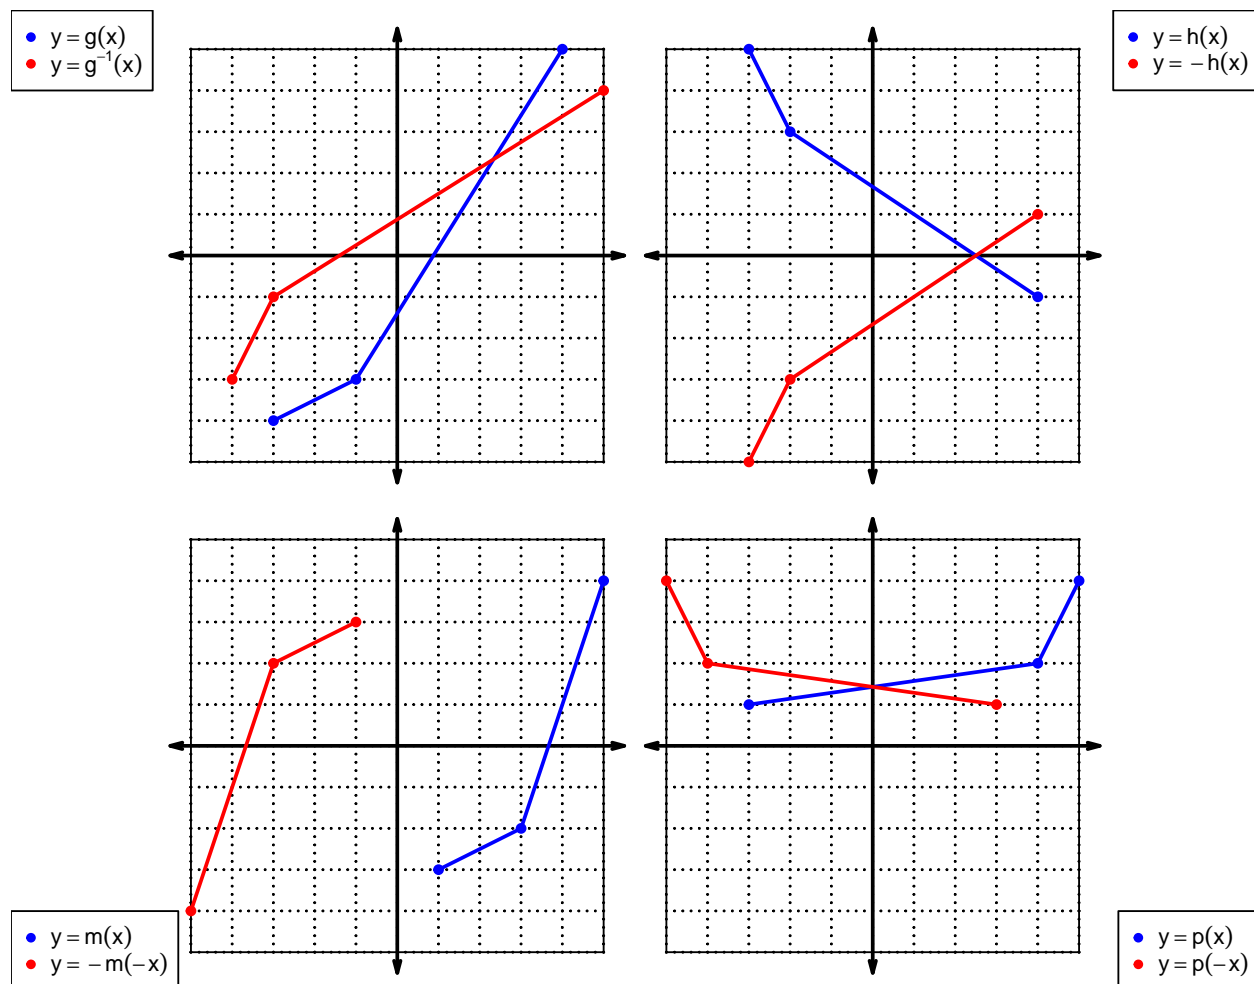 y = g(x)
y = g⁻¹(x)
y = h(x)
y = −h(x)
y = m(x)
y = −m(−x)
y = p(x)
y = p(−x)